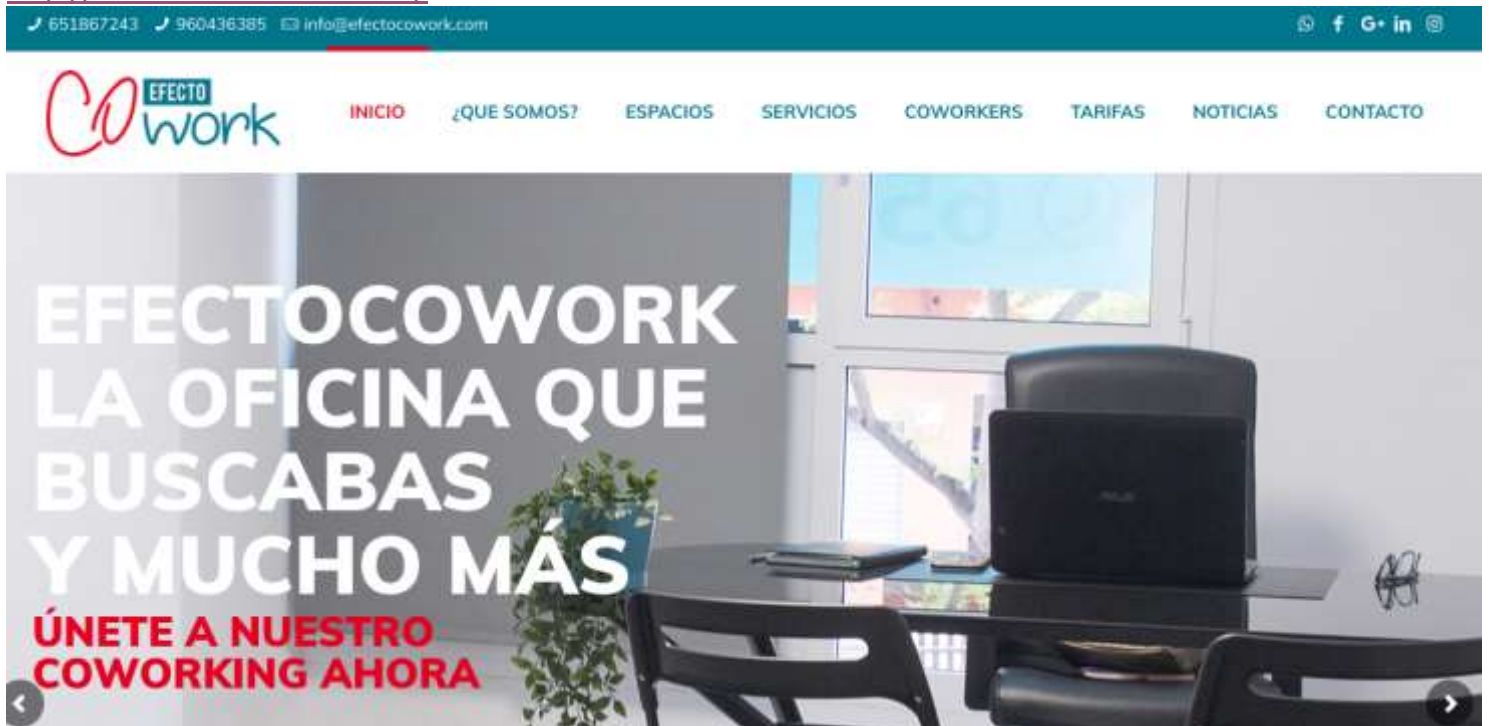 651867243 960436385 info@efectocowork.com
CO EFECTO
work
INICIO ¿QUE SOMOS? ESPACIOS SERVICIOS COWORKERS TARIFAS NOTICIAS CONTACTO
EFECTOCOWORK
LA OFICINA QUE
BUSCABAS
Y MUCHO MÁS
ÚNETE A NUESTRO
COWORKING AHORA